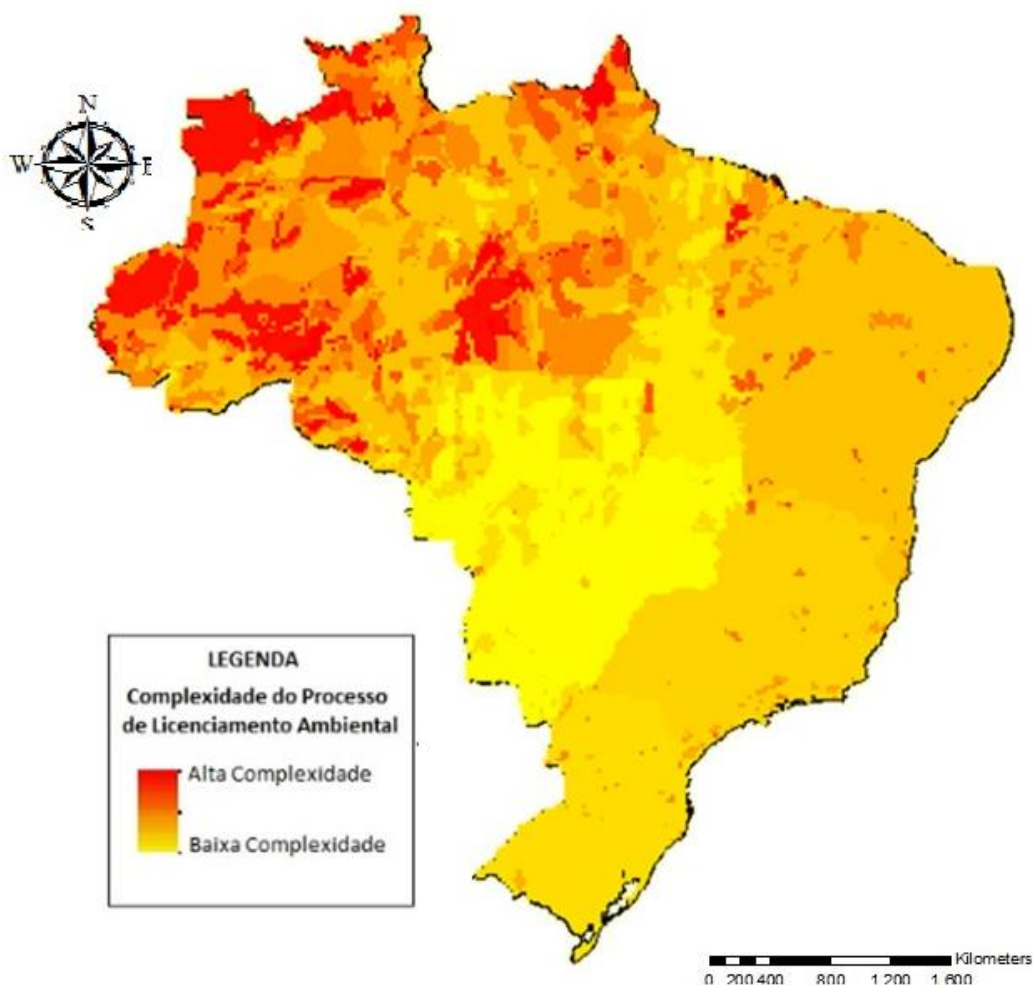 N
W E
S
LEGENDA
Complexidade do Processo
de Licenciamento Ambiental
Alta Complexidade
Baixa Complexidade
Kilometers
0 200 400 800 1.200 1.600